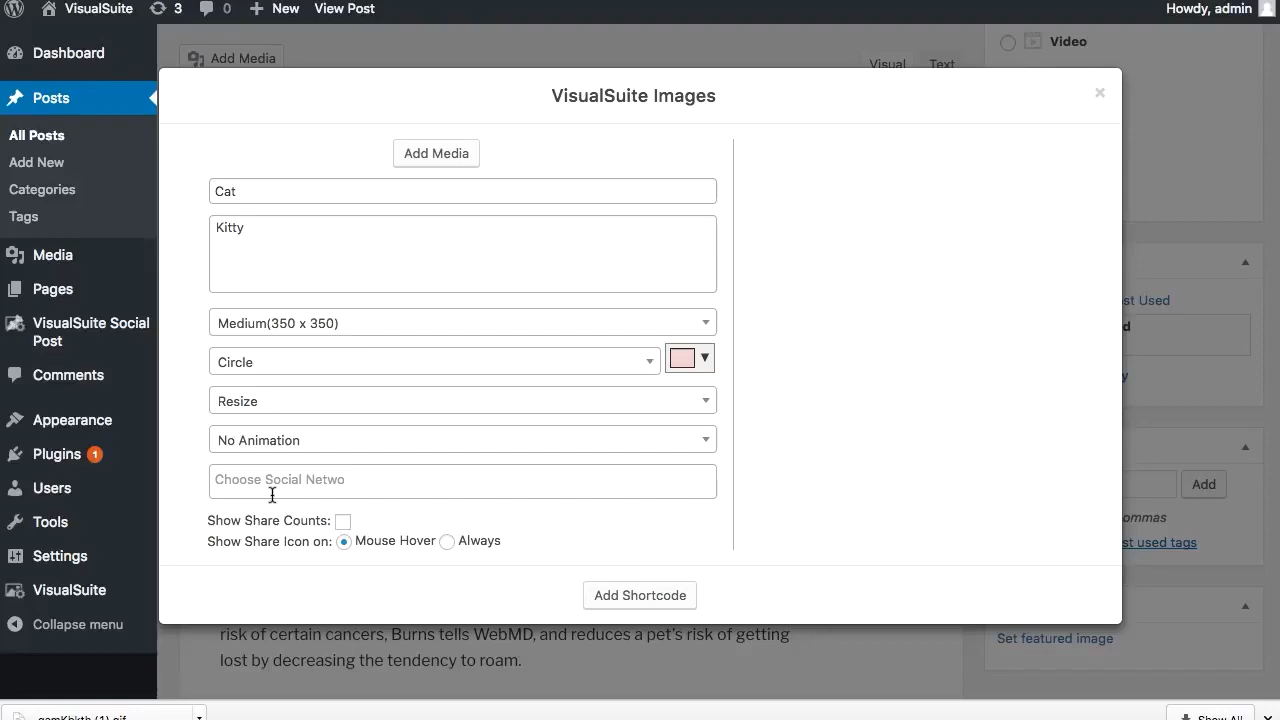 VisualSuite 3 0 New View Post Howdy, admin
Dashboard
Posts
All Posts
Add New
Categories
Tags
Media
Pages
VisualSuite Social
Post
Comments
Appearance
Plugins 1
Users
Tools
Settings
VisualSuite
Collapse menu
Add Media
Visual Text
Video
VisualSuite Images
×
Add Media
Cat
Kitty
Medium(350 x 350)
Circle
Resize
No Animation
Choose Social Netwo
Show Share Counts:
Show Share Icon on: Mouse Hover Always
Add Shortcode
st Used
d
y
Add
ommas
st used tags
Set featured image
risk of certain cancers, Burns tells WebMD, and reduces a pet's risk of getting
lost by decreasing the tendency to roam.
Show All